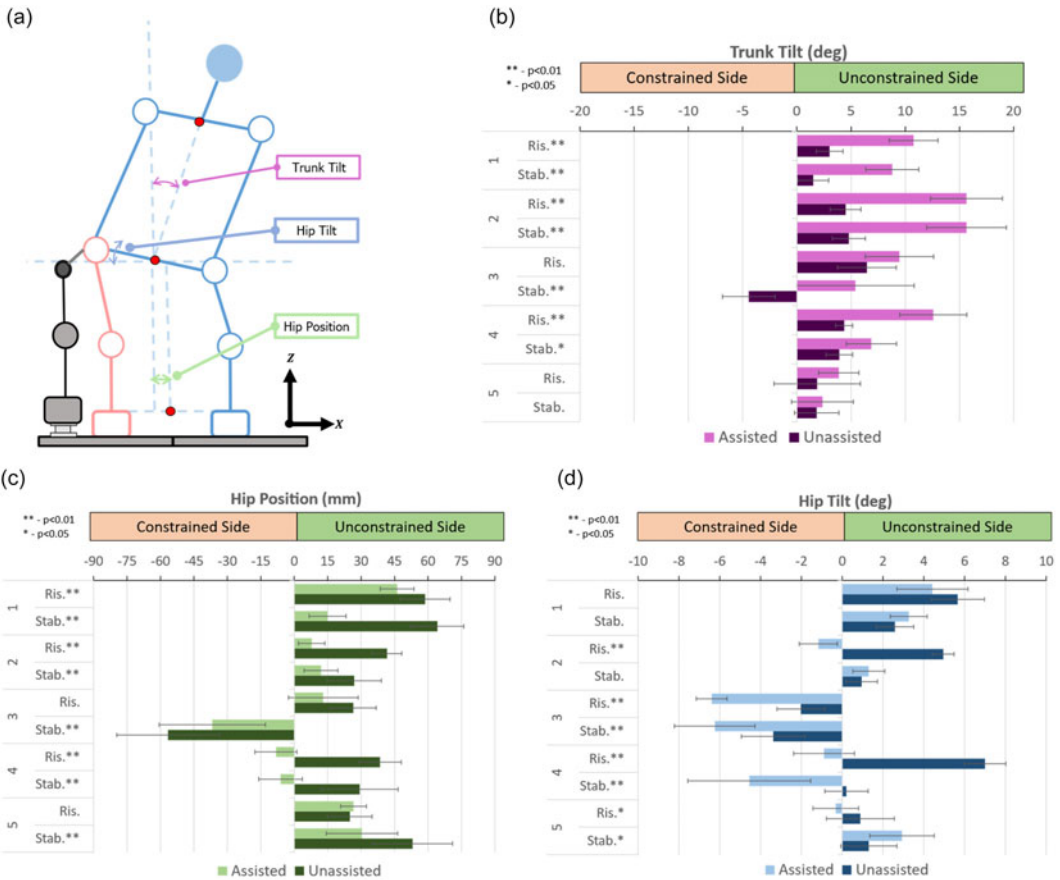 (a)
Trunk Tilt
Hip Tilt
Hip Position
Z
X
(b)
Trunk Tilt (deg)
** - p<0.01
* - p<0.05
Constrained Side
Unconstrained Side
-20 -15 -10 -5 0 5 10 15 20
1
Ris.**
Stab.**
2
Ris.**
Stab.**
3
Ris.
Stab.**
4
Ris.**
Stab.*
5
Ris.
Stab.
Assisted Unassisted
(c)
Hip Position (mm)
** - p<0.01
* - p<0.05
Constrained Side
Unconstrained Side
-90 -75 -60 -45 -30 -15 0 15 30 45 60 75 90
1
Ris.**
Stab.**
2
Ris.**
Stab.**
3
Ris.
Stab.**
4
Ris.**
Stab.**
5
Ris.
Stab.**
Assisted Unassisted
(d)
Hip Tilt (deg)
** - p<0.01
* - p<0.05
Constrained Side
Unconstrained Side
-10 -8 -6 -4 -2 0 2 4 6 8 10
1
Ris.
Stab.
2
Ris.**
Stab.
3
Ris.**
Stab.**
4
Ris.**
Stab.**
5
Ris.*
Stab.*
Assisted Unassisted